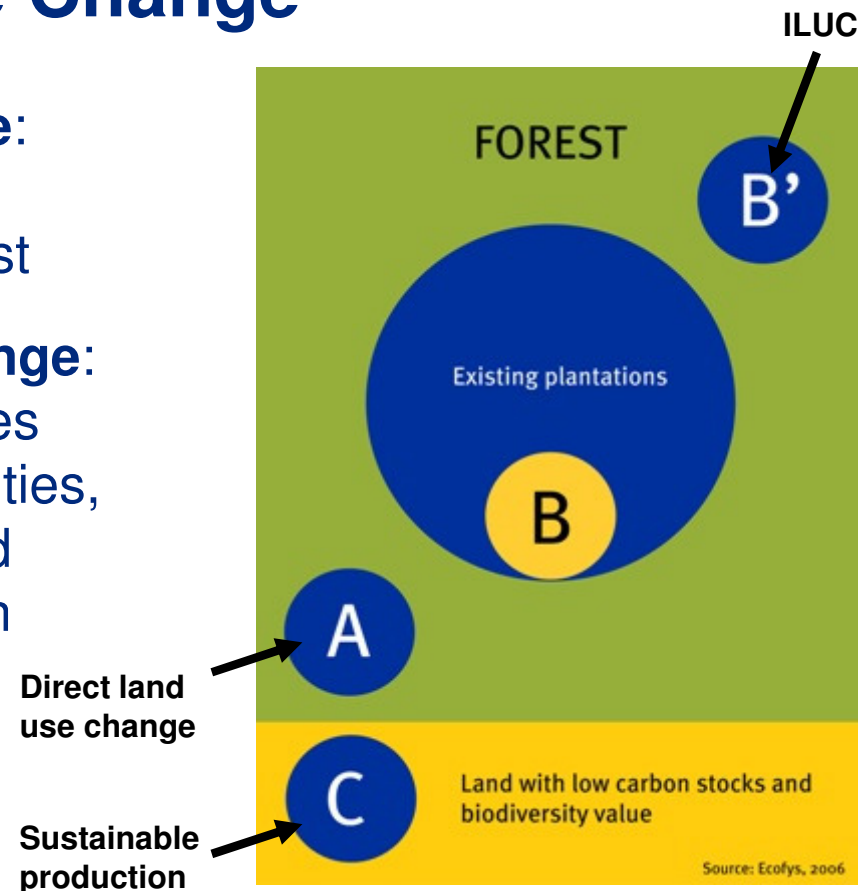 e Change
ILUC
e:
st
nge:
es
ties,
d
n
FOREST
B’
Existing plantations
B
A
Direct land
use change
C
Land with low carbon stocks and
biodiversity value
Sustainable
production
Source: Ecofys, 2006